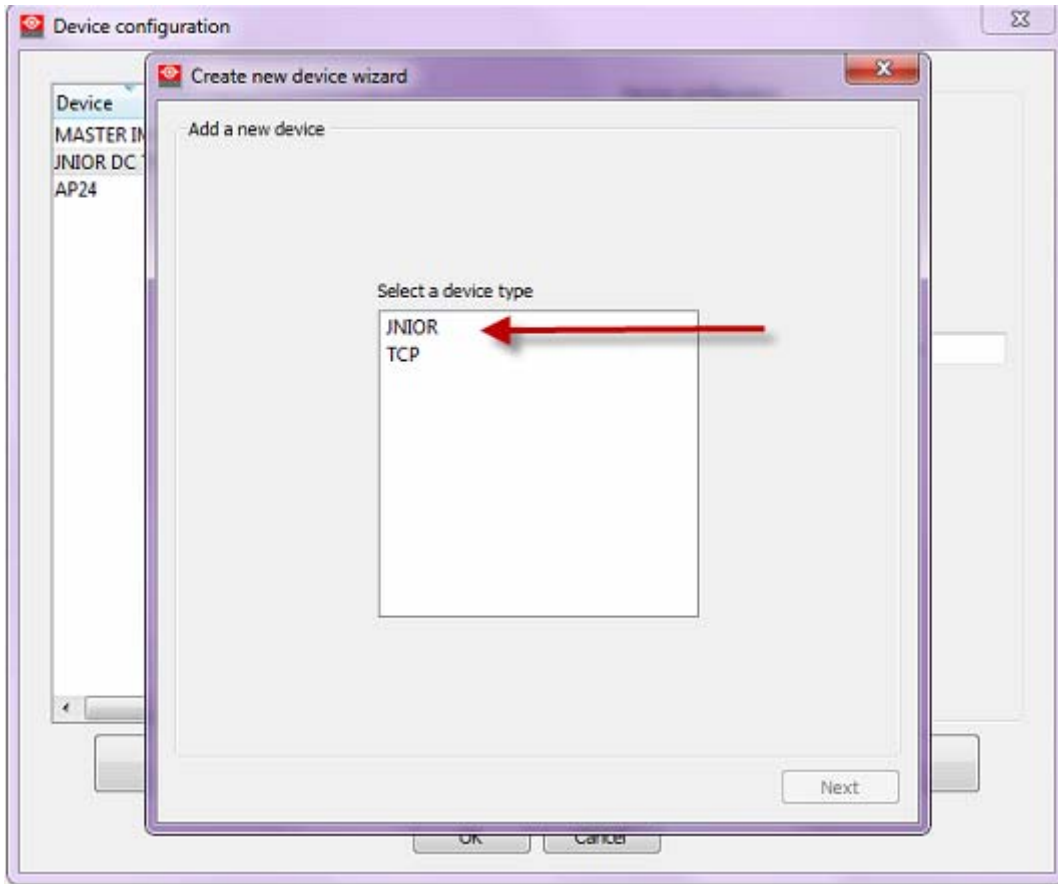 Device configuration
Create new device wizard
Device
MASTER
JNIOR DC
AP24
Add a new device
Select a device type
JNIOR
TCP
Next
OK
Cancel